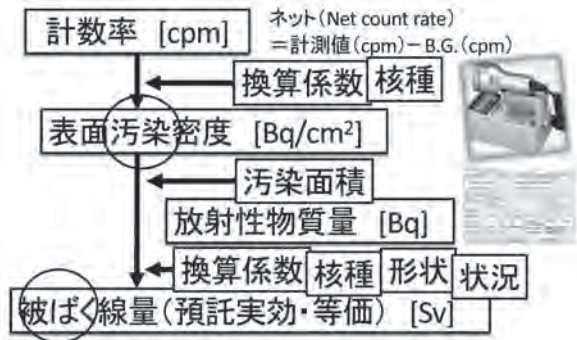 計数率 [cpm]
ネット(Net count rate)
=計測値(cpm)-B.G.(cpm)
換算係数 核種
表面汚染密度 [Bq/cm²]
汚染面積
放射性物質量 [Bq]
換算係数 核種 形状 状況
被ばく線量(預託実効・等価) [Sv]